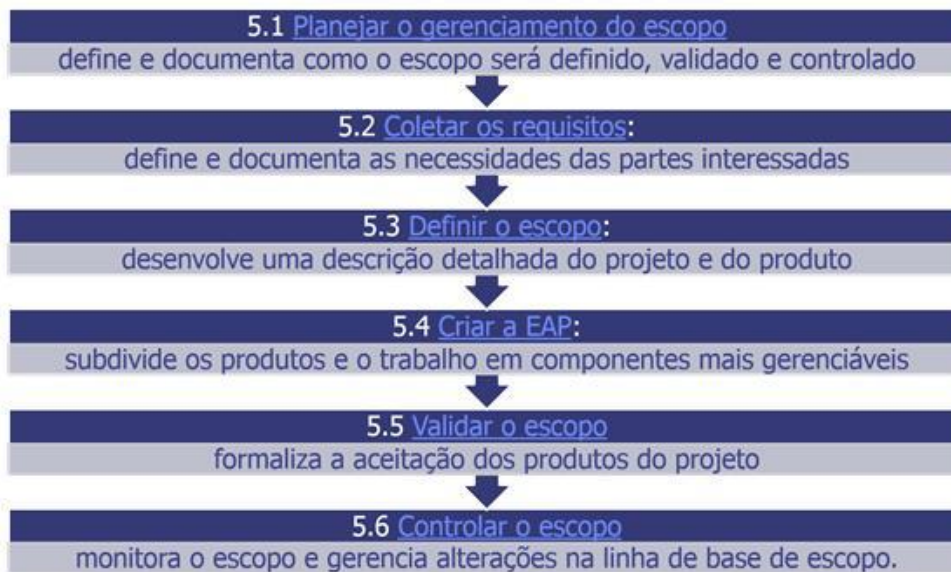 5.1 Planejar o gerenciamento do escopo
define e documenta como o escopo será definido, validado e controlado
5.2 Coletar os requisitos:
define e documenta as necessidades das partes interessadas
5.3 Definir o escopo:
desenvolve uma descrição detalhada do projeto e do produto
5.4 Criar a EAP:
subdivide os produtos e o trabalho em componentes mais gerenciáveis
5.5 Validar o escopo
formaliza a aceitação dos produtos do projeto
5.6 Controlar o escopo
monitora o escopo e gerencia alterações na linha de base de escopo.